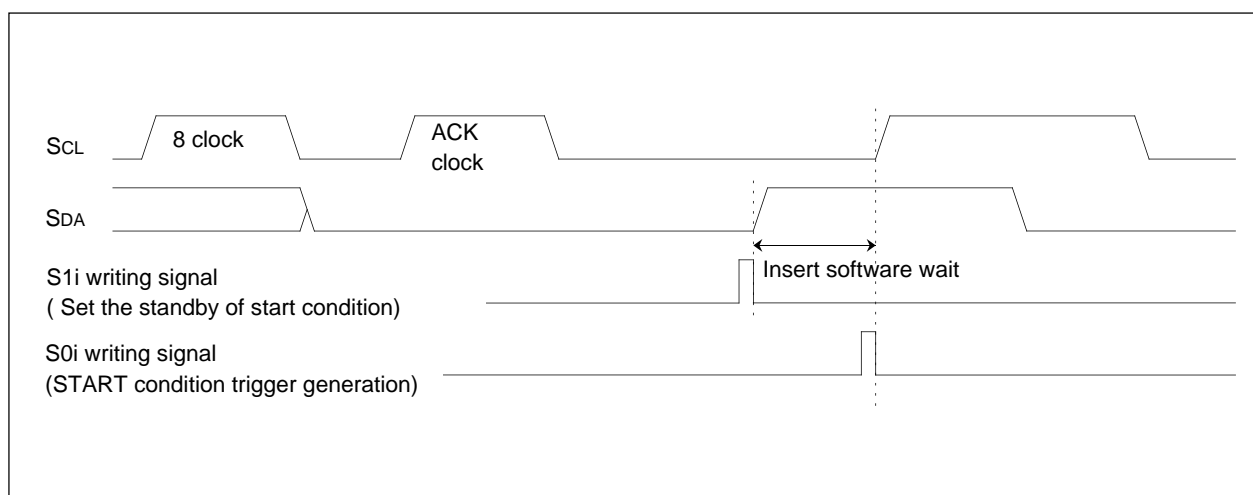 8 clock
ACK
clock
SCL
SDA
Insert software wait
S1i writing signal
( Set the standby of start condition)
S0i writing signal
(START condition trigger generation)